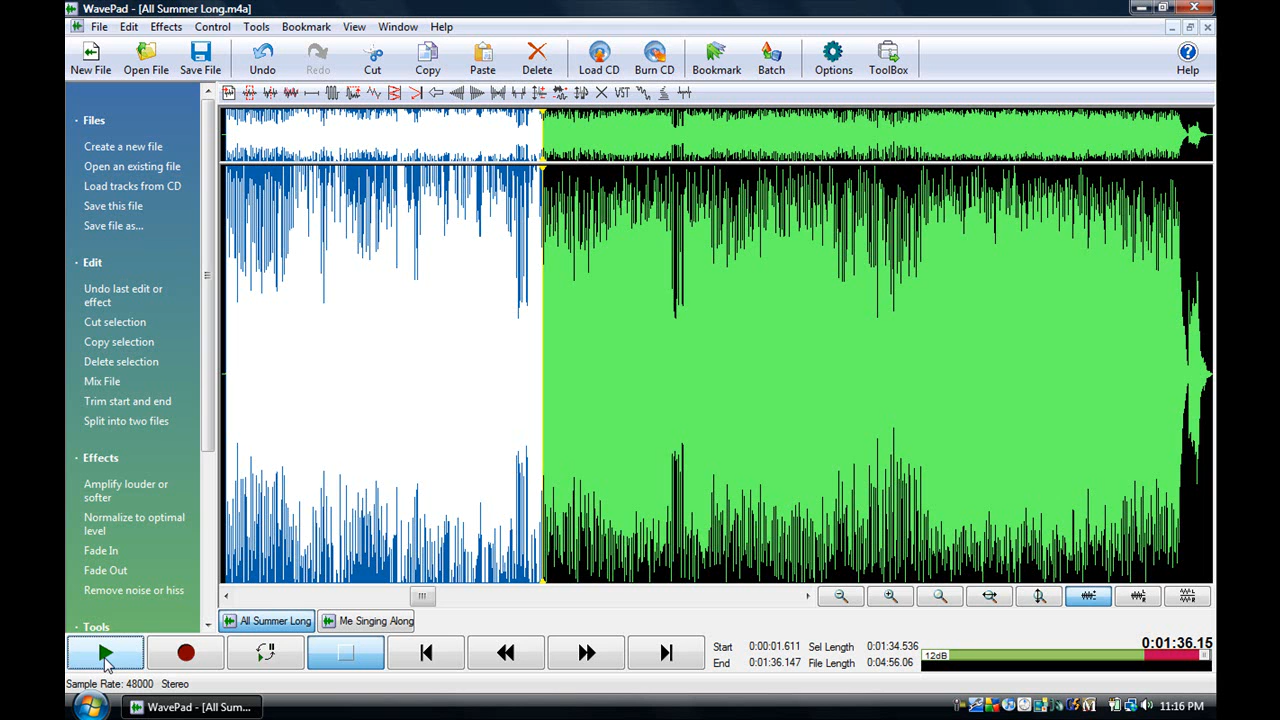 WavePad - [All Summer Long.m4a]
File Edit Effects Control Tools Bookmark View Window Help
New File Open File Save File Undo Redo Cut Copy Paste Delete Load CD Burn CD Bookmark Batch Options ToolBox Help
VST
Files
Create a new file
Open an existing file
Load tracks from CD
Save this file
Save file as...
Edit
Undo last edit or
effect
Cut selection
Copy selection
Delete selection
Mix File
Trim start and end
Split into two files
Effects
Amplify louder or
softer
Normalize to optimal
level
Fade In
Fade Out
Remove noise or hiss
Tools
All Summer Long Me Singing Along
Start 0:00:01.611 Sel Length 0:01:34.536
End 0:01:36.147 File Length 0:04:56.06
0:01:36.15
12dB
Sample Rate: 48000 Stereo
WavePad - [All Sum...
11:16 PM